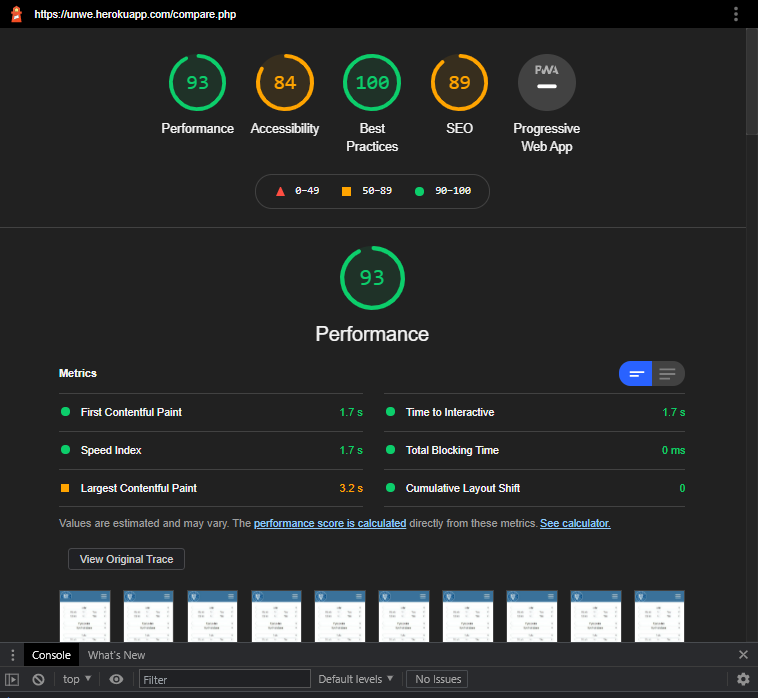 https://unwe.herokuapp.com/compare.php
93 84 100 89 PWA
Performance Accessibility Best Practices SEO Progressive Web App
0–49 50–89 90–100
93
Performance
Metrics
First Contentful Paint 1.7 s
Time to Interactive 1.7 s
Speed Index 1.7 s
Total Blocking Time 0 ms
Largest Contentful Paint 3.2 s
Cumulative Layout Shift 0
Values are estimated and may vary. The performance score is calculated directly from these metrics. See calculator.
View Original Trace
Console What's New
top Filter Default levels No Issues